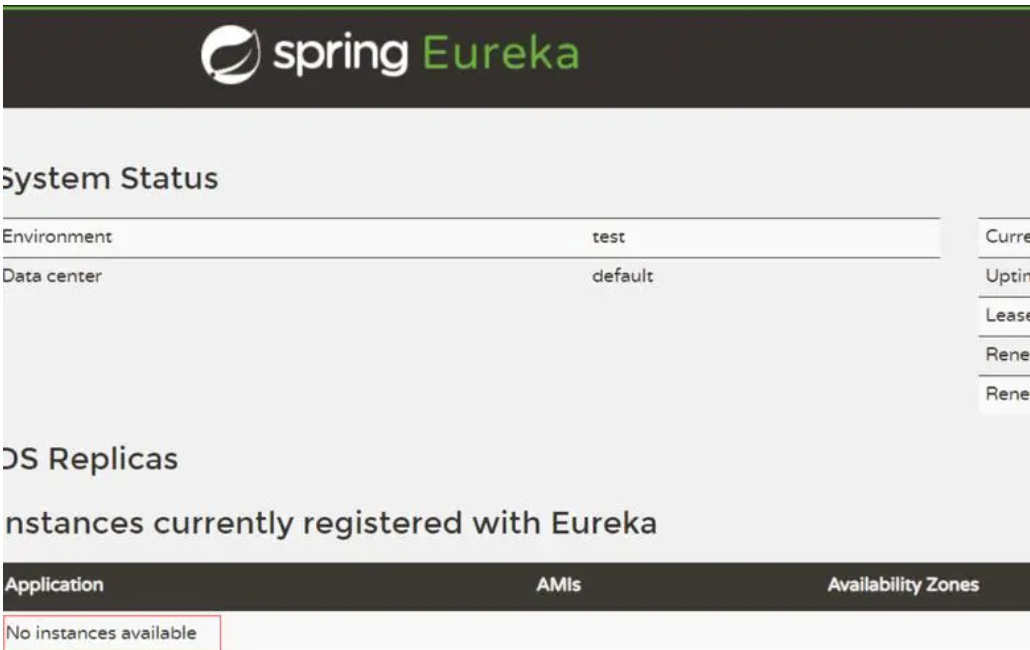 spring Eureka
System Status
Environment test
Data center default
Curre
Uptim
Lease
Rene
Rene
DS Replicas
nstances currently registered with Eureka
Application AMIs Availability Zones
No instances available